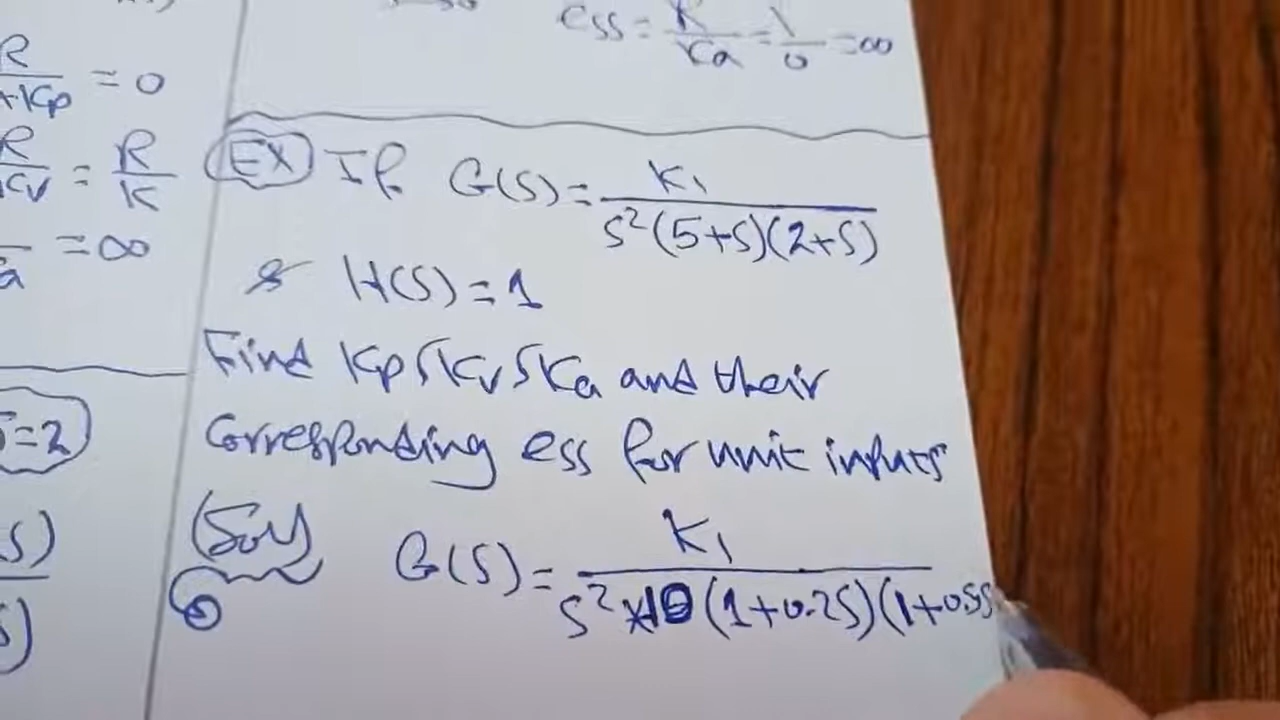 ess = R/Ka = 1/0 = ∞
R/1+Kp = 0
R/Kv = R/K
= ∞
=2
S)
S)
EX If G(S) = K1/S²(5+S)(2+S)
& H(S) = 1
Find Kp, Kv, Ka and their
corresponding ess for unit inputs
(Sol) G(S) = K1/S²×10(1+0.2S)(1+0.5S